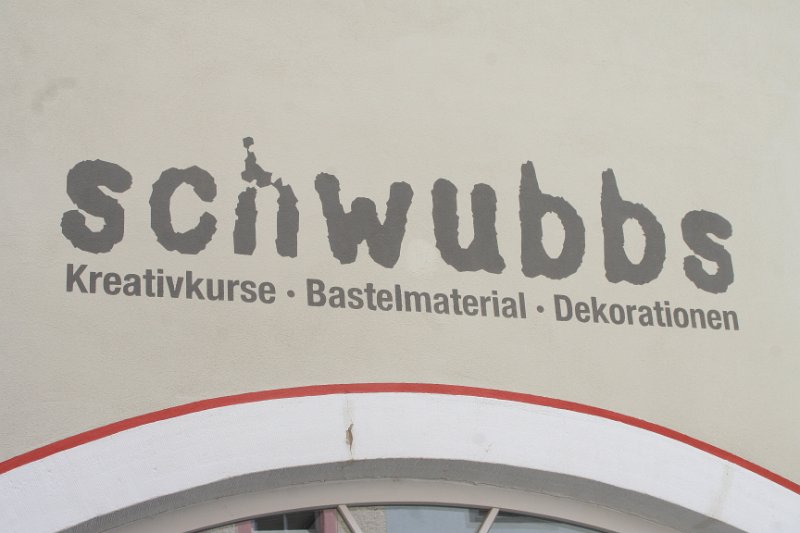 schwubbs
Kreativkurse · Bastelmaterial · Dekorationen